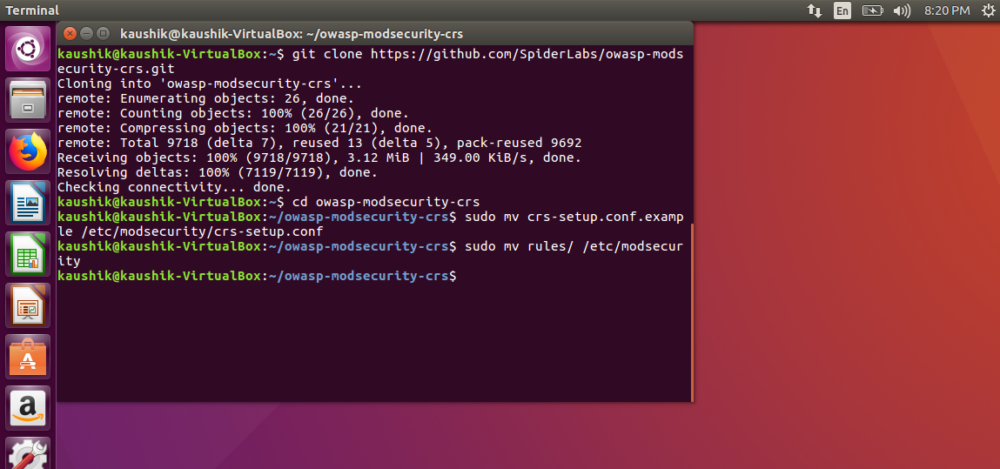 Terminal
En
8:20 PM
kaushik@kaushik-VirtualBox: ~/owasp-modsecurity-crs
kaushik@kaushik-VirtualBox:~$ git clone https://github.com/SpiderLabs/owasp-mods
ecurity-crs.git
Cloning into 'owasp-modsecurity-crs'...
remote: Enumerating objects: 26, done.
remote: Counting objects: 100% (26/26), done.
remote: Compressing objects: 100% (21/21), done.
remote: Total 9718 (delta 7), reused 13 (delta 5), pack-reused 9692
Receiving objects: 100% (9718/9718), 3.12 MiB | 349.00 KiB/s, done.
Resolving deltas: 100% (7119/7119), done.
Checking connectivity... done.
kaushik@kaushik-VirtualBox:~$ cd owasp-modsecurity-crs
kaushik@kaushik-VirtualBox:~/owasp-modsecurity-crs$ sudo mv crs-setup.conf.examp
le /etc/modsecurity/crs-setup.conf
kaushik@kaushik-VirtualBox:~/owasp-modsecurity-crs$ sudo mv rules/ /etc/modsecur
ity
kaushik@kaushik-VirtualBox:~/owasp-modsecurity-crs$